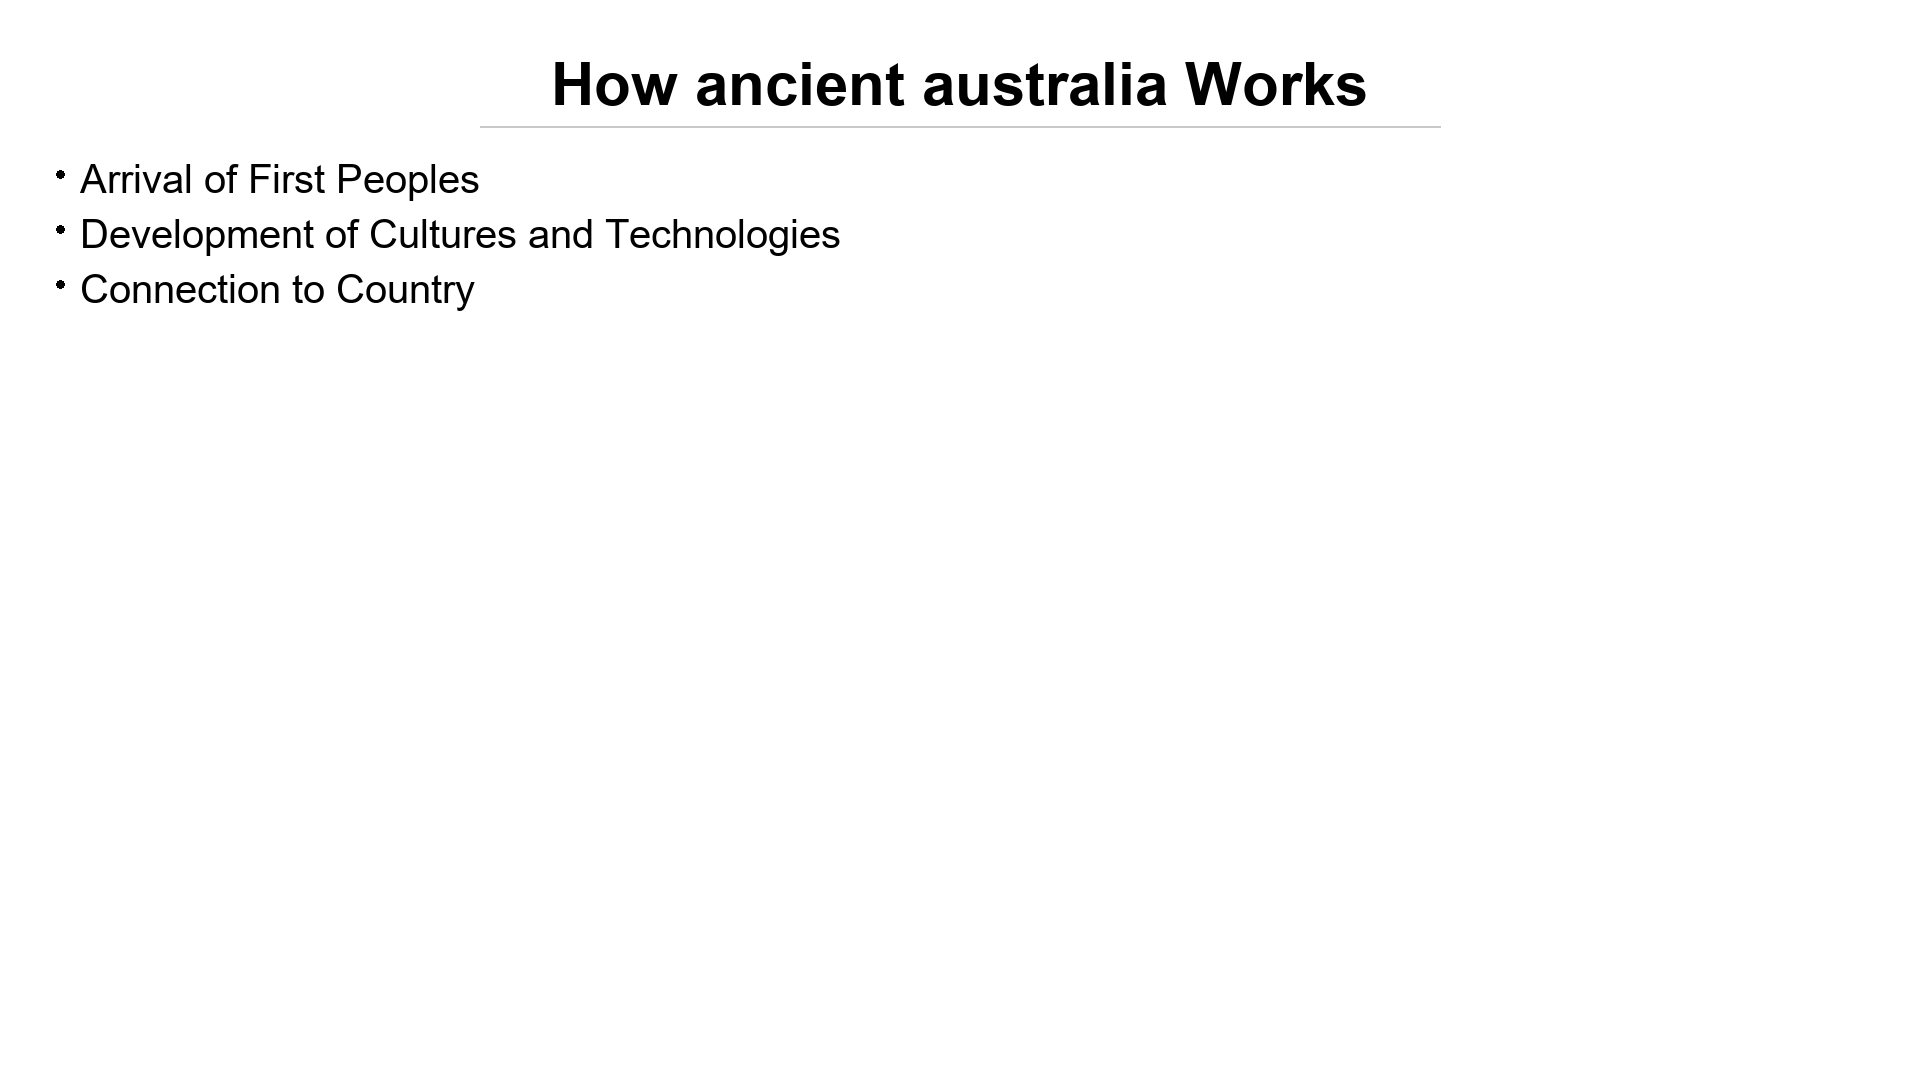 How ancient australia Works
• Arrival of First Peoples
• Development of Cultures and Technologies
• Connection to Country